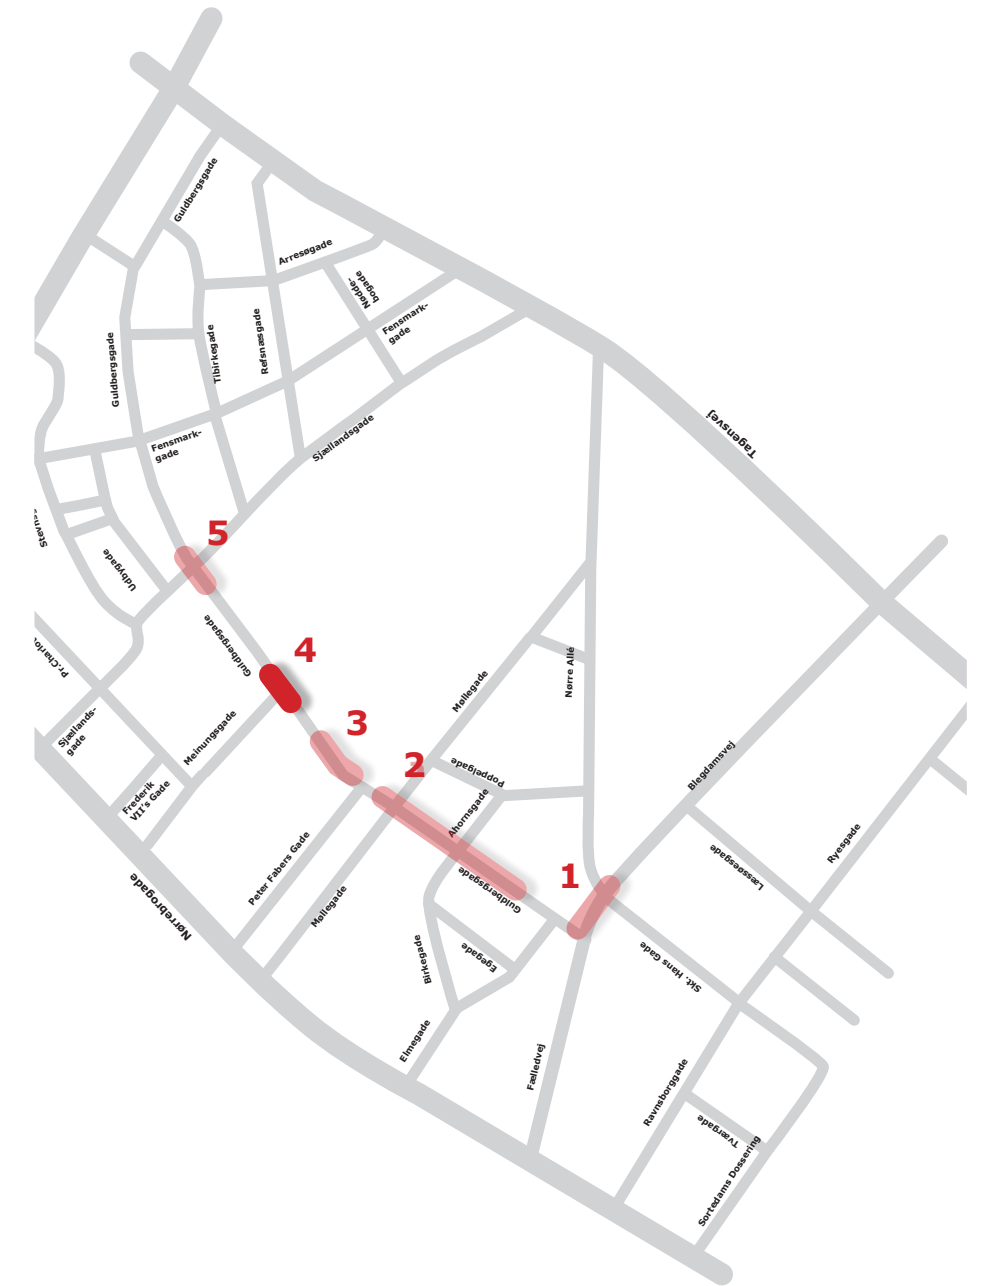 Guldbergsgade
Arresøgade
Nødde-
bogade
Fensmark-
gade
Guldbergsgade
Tibirkegade
Refsnæsgade
Sjællandsgade
Fensmark-
gade
Tagensvej
5
Udbygade
Guldbergsgade
4
Nørre Allé
Møllegade
Sjællands-
gade
Meinungsgade
3
2
Poppelgade
Blegdamsvej
Frederik
VII's Gade
Ahornsgade
Ryesgade
Læssøesgade
Peter Fabers Gade
1
Guldbergsgade
Nørrebrogade
Møllegade
Birkegade
Egegade
Skt. Hans Gade
Elmegade
Fælledvej
Ravnsborggade
Tværgade
Sortedams Dossering